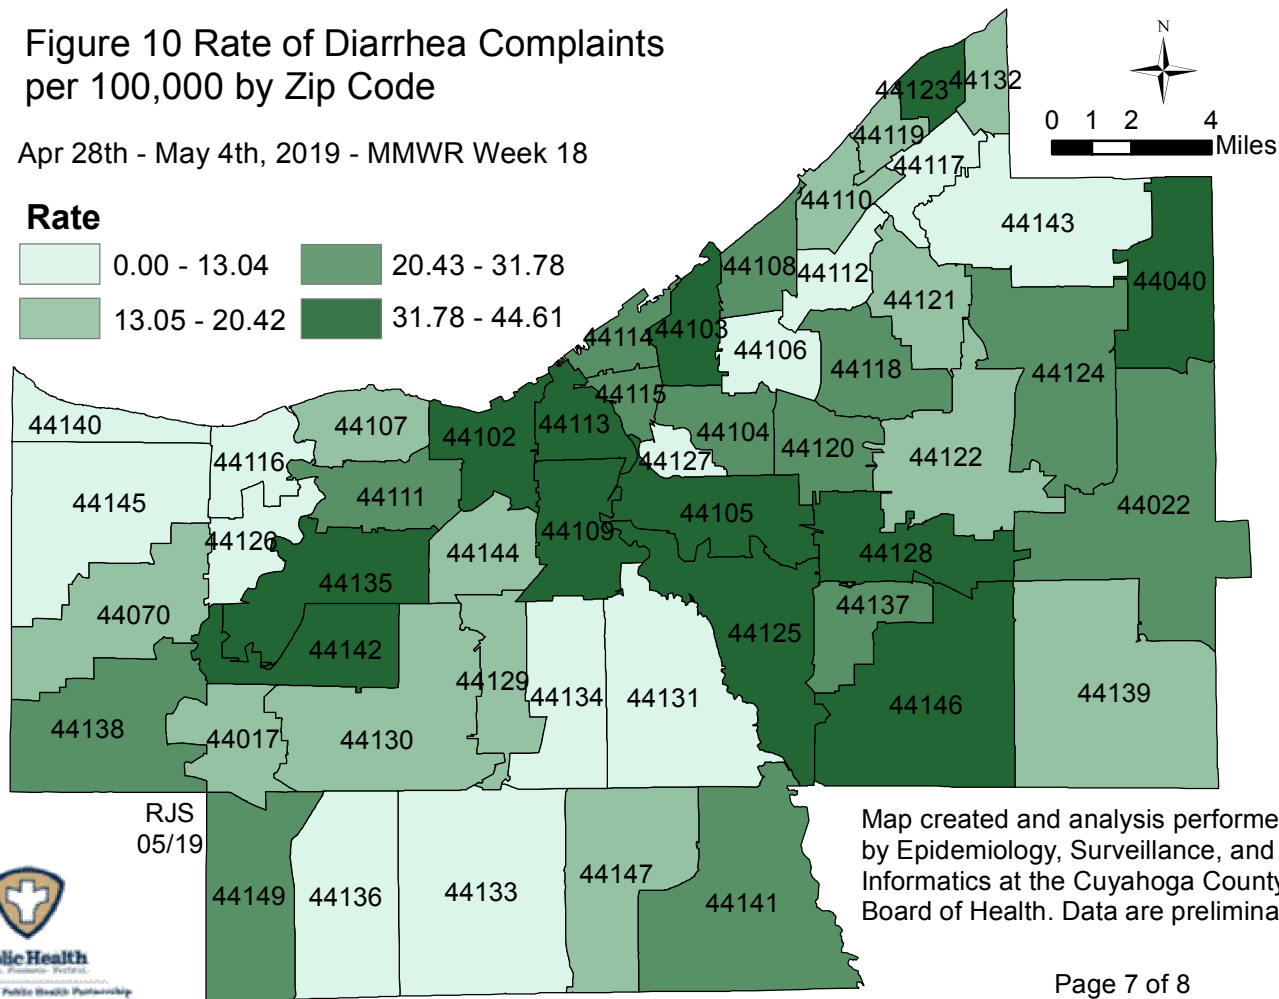 Figure 10 Rate of Diarrhea Complaints
per 100,000 by Zip Code
Apr 28th - May 4th, 2019 - MMWR Week 18
Rate
0.00 - 13.04
20.43 - 31.78
13.05 - 20.42
31.78 - 44.61
N
0 1 2 4
Miles
44123
44132
44119
44117
44110
44143
44108
44112
44040
44121
44114
44103
44106
44118
44124
44115
44140
44107
44102
44113
44104
44120
44116
44127
44122
44145
44111
44105
44022
44126
44109
44144
44128
44135
44070
44137
44142
44125
44129
44134
44131
44146
44139
44138
44017
44130
RJS
05/19
44149
44136
44133
44147
44141
Map created and analysis performe
by Epidemiology, Surveillance, and
Informatics at the Cuyahoga County
Board of Health. Data are prelimina
lic Health
Public Health Partnership
Page 7 of 8